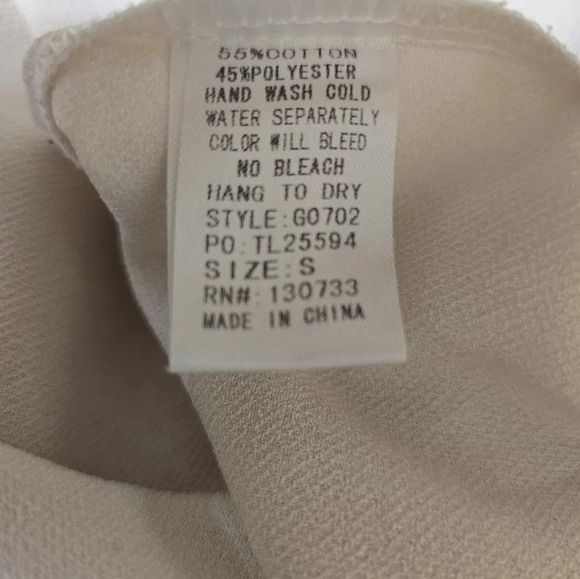 55%COTTON
45%POLYESTER
HAND WASH COLD
WATER SEPARATELY
COLOR WILL BLEED
NO BLEACH
HANG TO DRY
STYLE:G0702
PO:TL25594
SIZE:S
RN#:130733
MADE IN CHINA